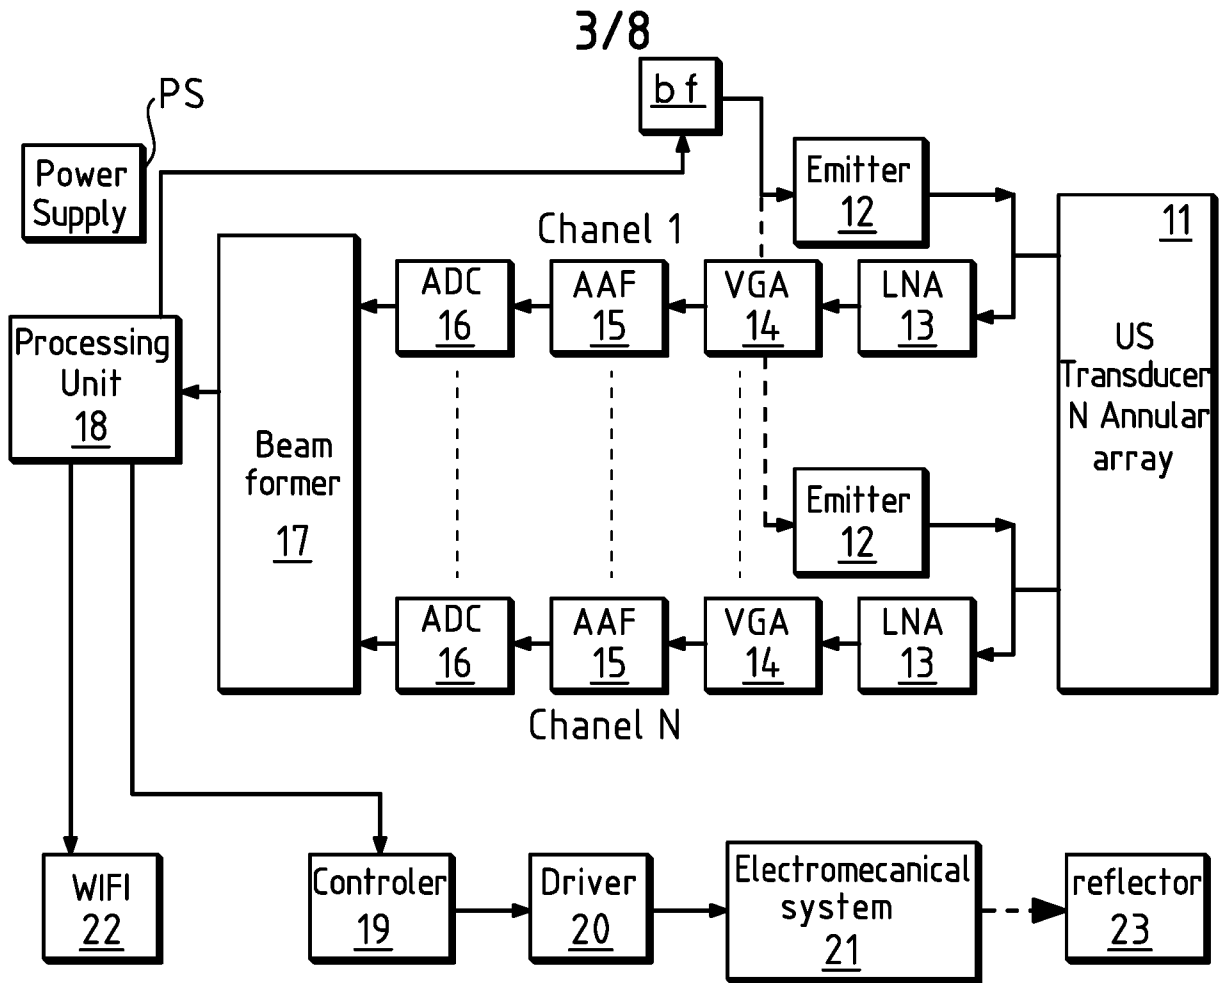 3/8
bf
PS
Power
Supply
Emitter
12
11
Chanel 1
ADC
16
AAF
15
VGA
14
LNA
13
US
Transducer
N Annular
array
Processing
Unit
18
Beam
former
17
Emitter
12
ADC
16
AAF
15
VGA
14
LNA
13
Chanel N
WIFI
22
Controler
19
Driver
20
Electromecanical
system
21
reflector
23